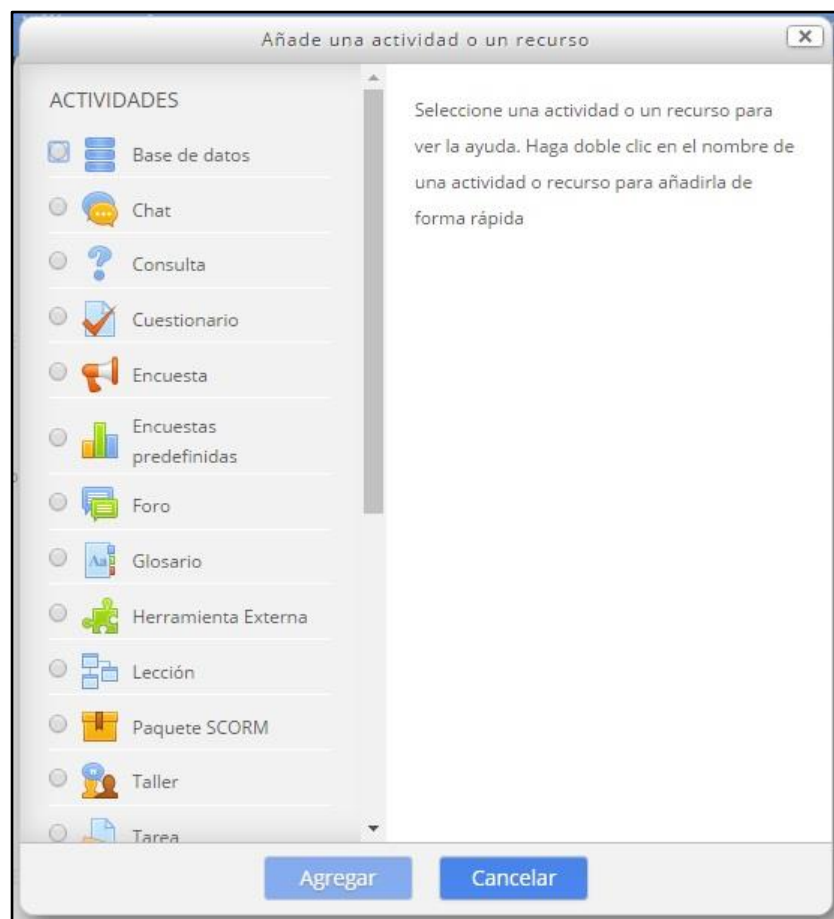 Añade una actividad o un recurso
ACTIVIDADES
Base de datos
Chat
Consulta
Cuestionario
Encuesta
Encuestas
predefinidas
Foro
Glosario
Herramienta Externa
Lección
Paquete SCORM
Taller
Tarea
Seleccione una actividad o un recurso para
ver la ayuda. Haga doble clic en el nombre de
una actividad o recurso para añadirla de
forma rápida
Agregar
Cancelar